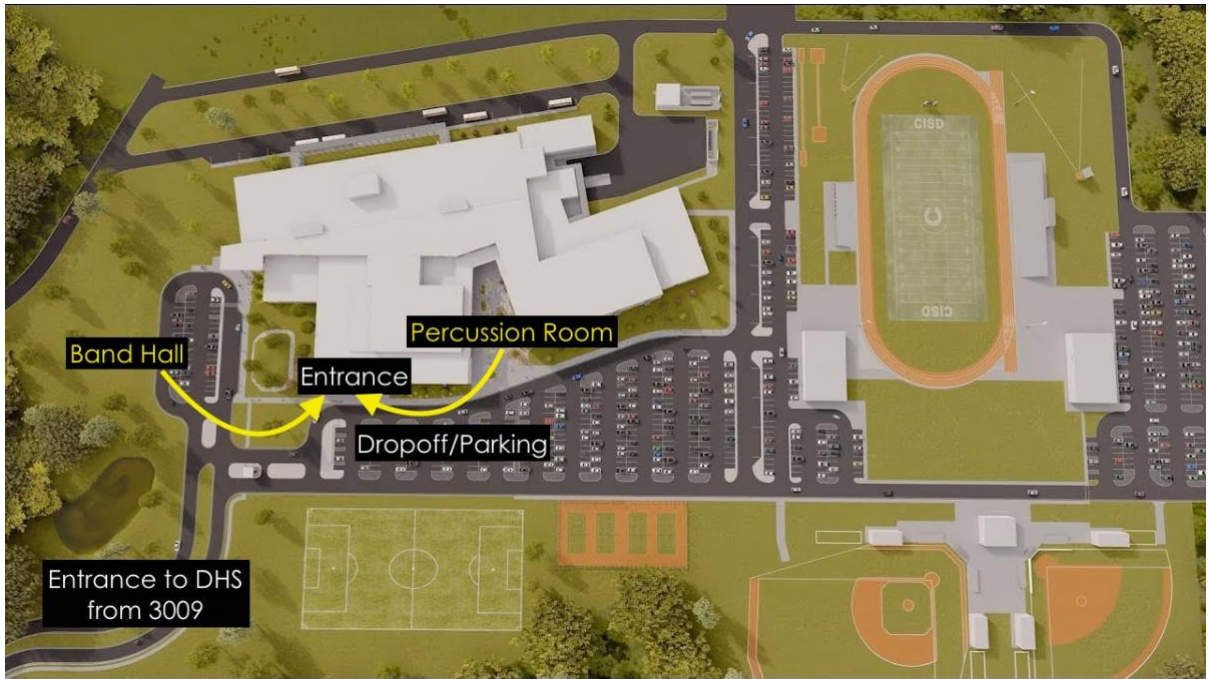 CISD
C
CISD
Percussion Room
Band Hall
Entrance
Dropoff/Parking
Entrance to DHS
from 3009